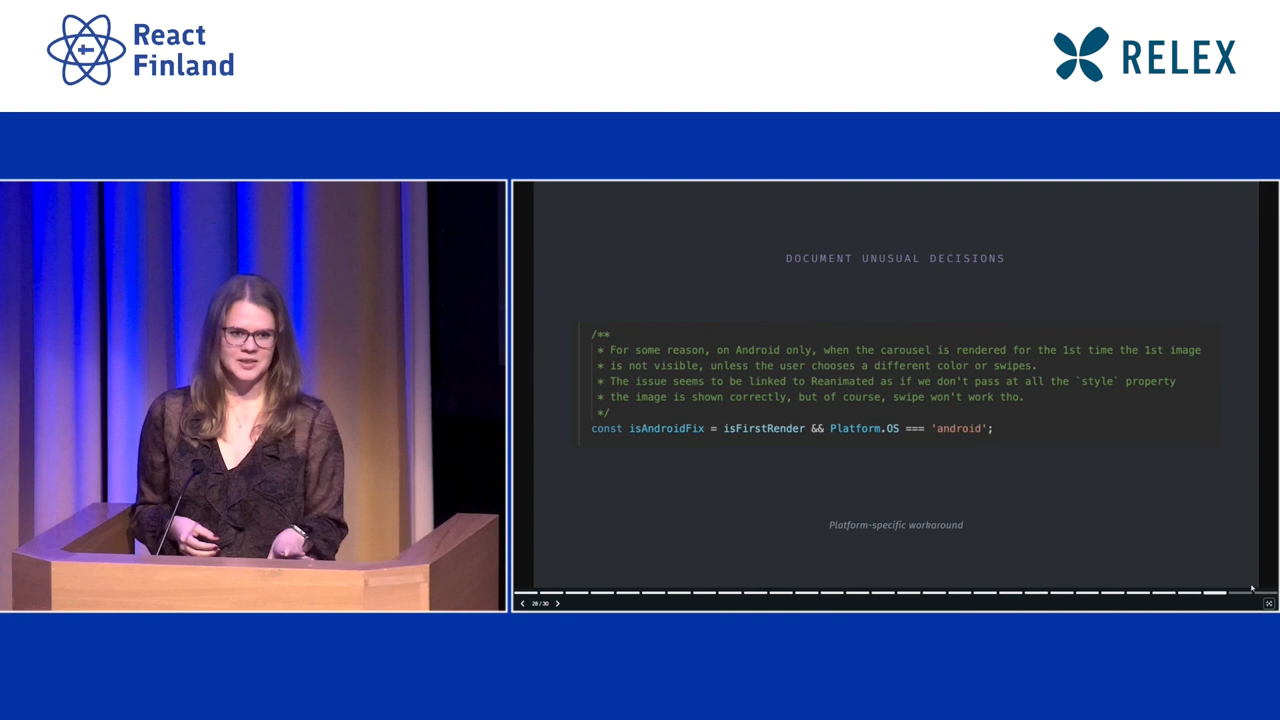 React
Finland
RELEX
DOCUMENT UNUSUAL DECISIONS
/**
* For some reason, on Android only, when the carousel is rendered for the 1st time the 1st image
* is not visible, unless the user chooses a different color or swipes.
* The issue seems to be linked to Reanimated as if we don't pass at all the `style` property
* the image is shown correctly, but of course, swipe won't work tho.
*/
const isAndroidFix = isFirstRender && Platform.OS === 'android';
Platform-specific workaround
28 / 30